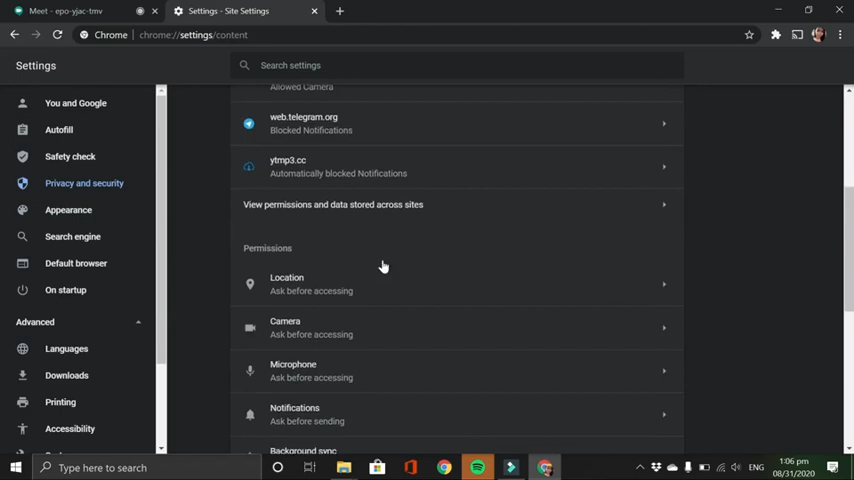 Meet - epo-yjac-tmv
Settings - Site Settings
Chrome
chrome://settings/content
Settings
Search settings
You and Google
Autofill
Safety check
Privacy and security
Appearance
Search engine
Default browser
On startup
Advanced
Languages
Downloads
Printing
Accessibility
Allowed Camera
web.telegram.org
Blocked Notifications
ytmp3.cc
Automatically blocked Notifications
View permissions and data stored across sites
Permissions
Location
Ask before accessing
Camera
Ask before accessing
Microphone
Ask before accessing
Notifications
Ask before sending
Background sync
Type here to search
ENG
1:06 pm
08/31/2020